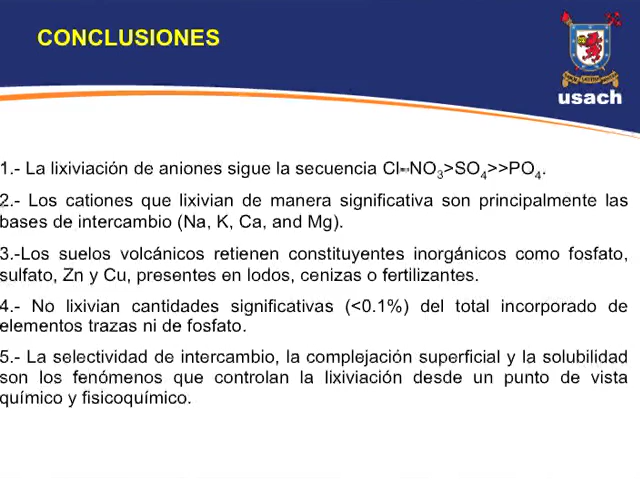 CONCLUSIONES
usach
1.- La lixiviación de aniones sigue la secuencia Cl-NO₃>SO₄>>PO₄.
2.- Los cationes que lixivian de manera significativa son principalmente las
bases de intercambio (Na, K, Ca, and Mg).
3.-Los suelos volcánicos retienen constituyentes inorgánicos como fosfato,
sulfato, Zn y Cu, presentes en lodos, cenizas o fertilizantes.
4.- No lixivian cantidades significativas (<0.1%) del total incorporado de
elementos trazas ni de fosfato.
5.- La selectividad de intercambio, la complejación superficial y la solubilidad
son los fenómenos que controlan la lixiviación desde un punto de vista
químico y fisicoquímico.